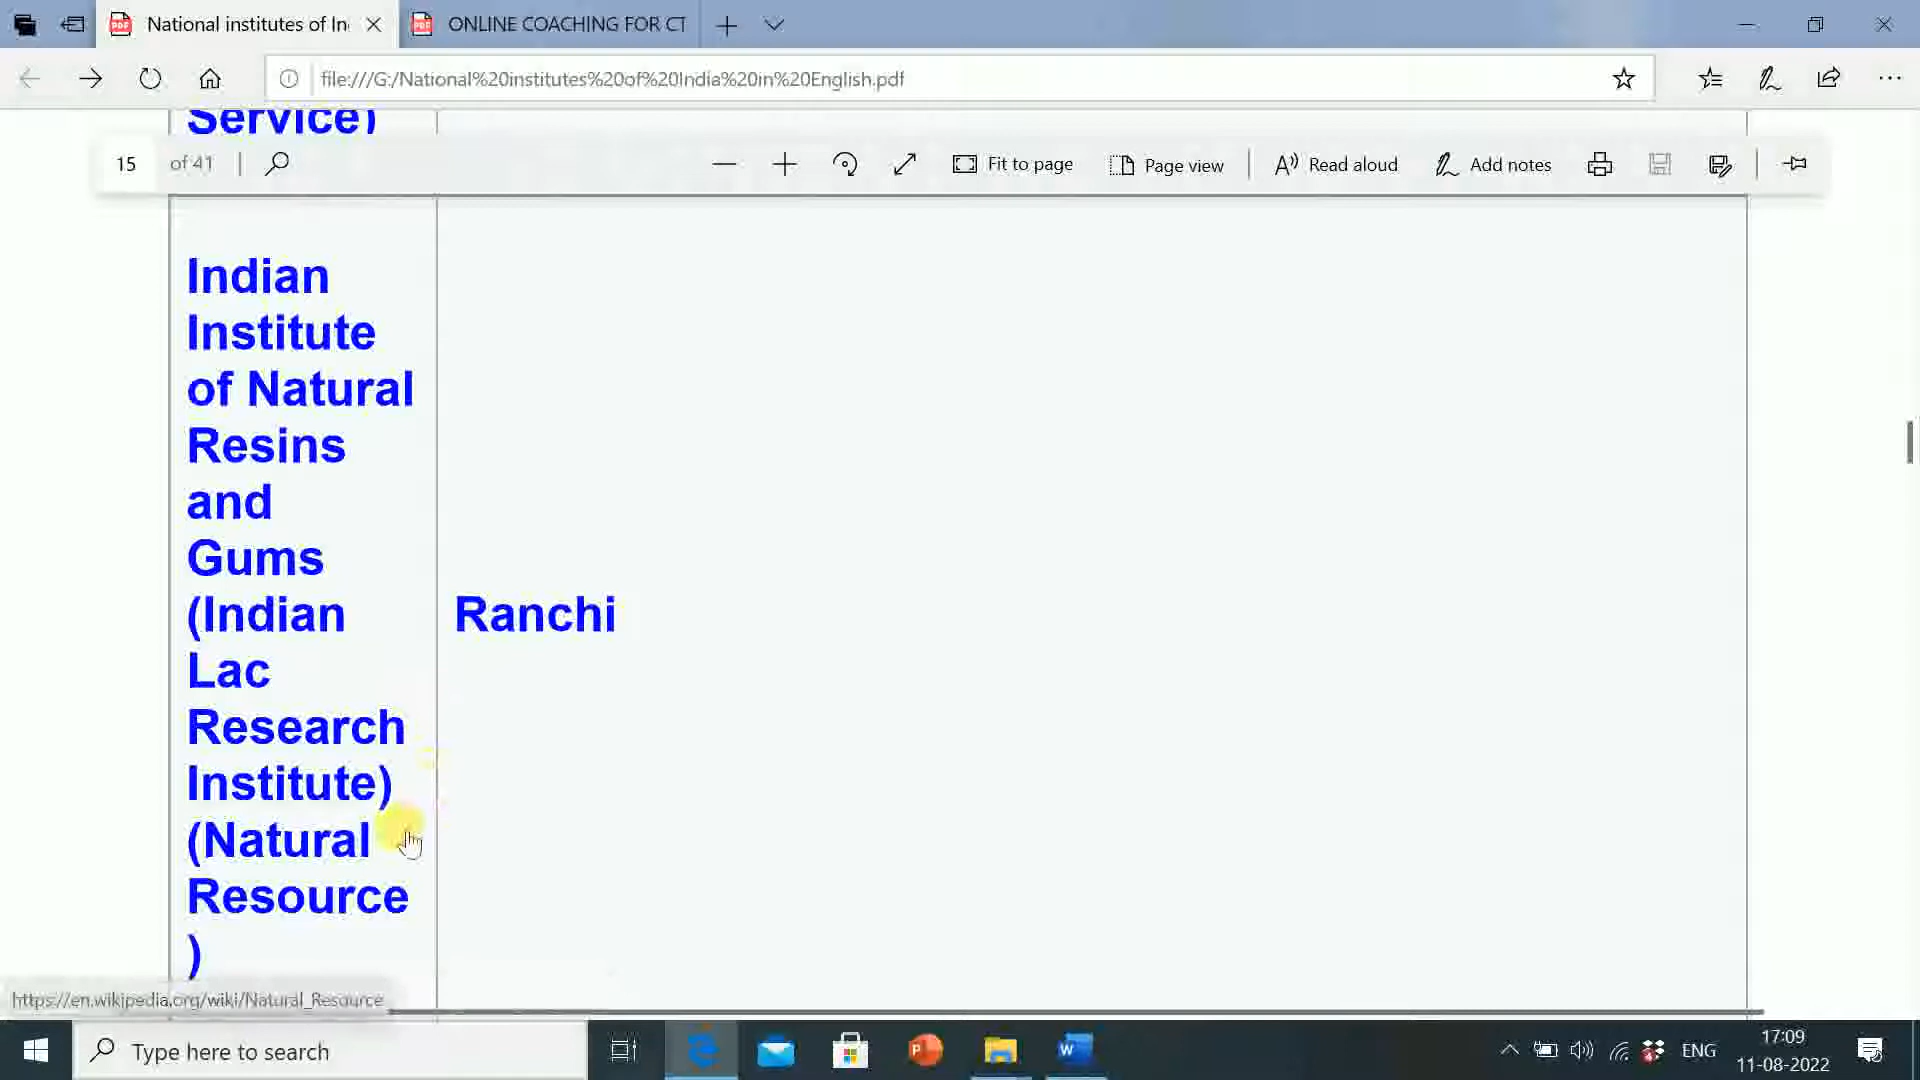 National institutes of In
ONLINE COACHING FOR CT
file:///G:/National%20institutes%20of%20India%20in%20English.pdf
Service)
15 of 41
Fit to page
Page view
Read aloud
Add notes
Indian
Institute
of Natural
Resins
and
Gums
(Indian
Lac
Research
Institute)
(Natural
Resource
)
Ranchi
https://en.wikipedia.org/wiki/Natural_Resource
Type here to search
ENG
17:09
11-08-2022